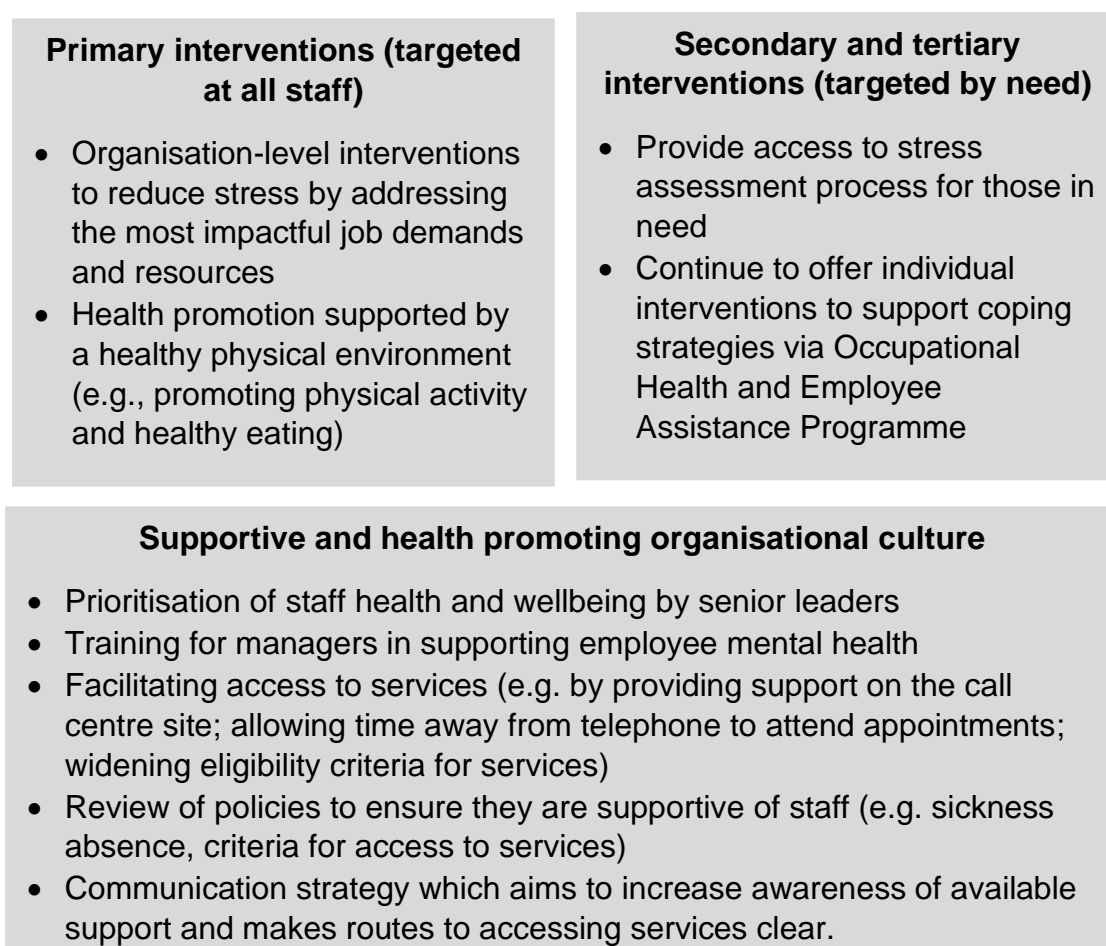 Primary interventions (targeted
at all staff)
• Organisation-level interventions
to reduce stress by addressing
the most impactful job demands
and resources
• Health promotion supported by
a healthy physical environment
(e.g., promoting physical activity
and healthy eating)
Secondary and tertiary
interventions (targeted by need)
• Provide access to stress
assessment process for those in
need
• Continue to offer individual
interventions to support coping
strategies via Occupational
Health and Employee
Assistance Programme
Supportive and health promoting organisational culture
• Prioritisation of staff health and wellbeing by senior leaders
• Training for managers in supporting employee mental health
• Facilitating access to services (e.g. by providing support on the call
centre site; allowing time away from telephone to attend appointments;
widening eligibility criteria for services)
• Review of policies to ensure they are supportive of staff (e.g. sickness
absence, criteria for access to services)
• Communication strategy which aims to increase awareness of available
support and makes routes to accessing services clear.